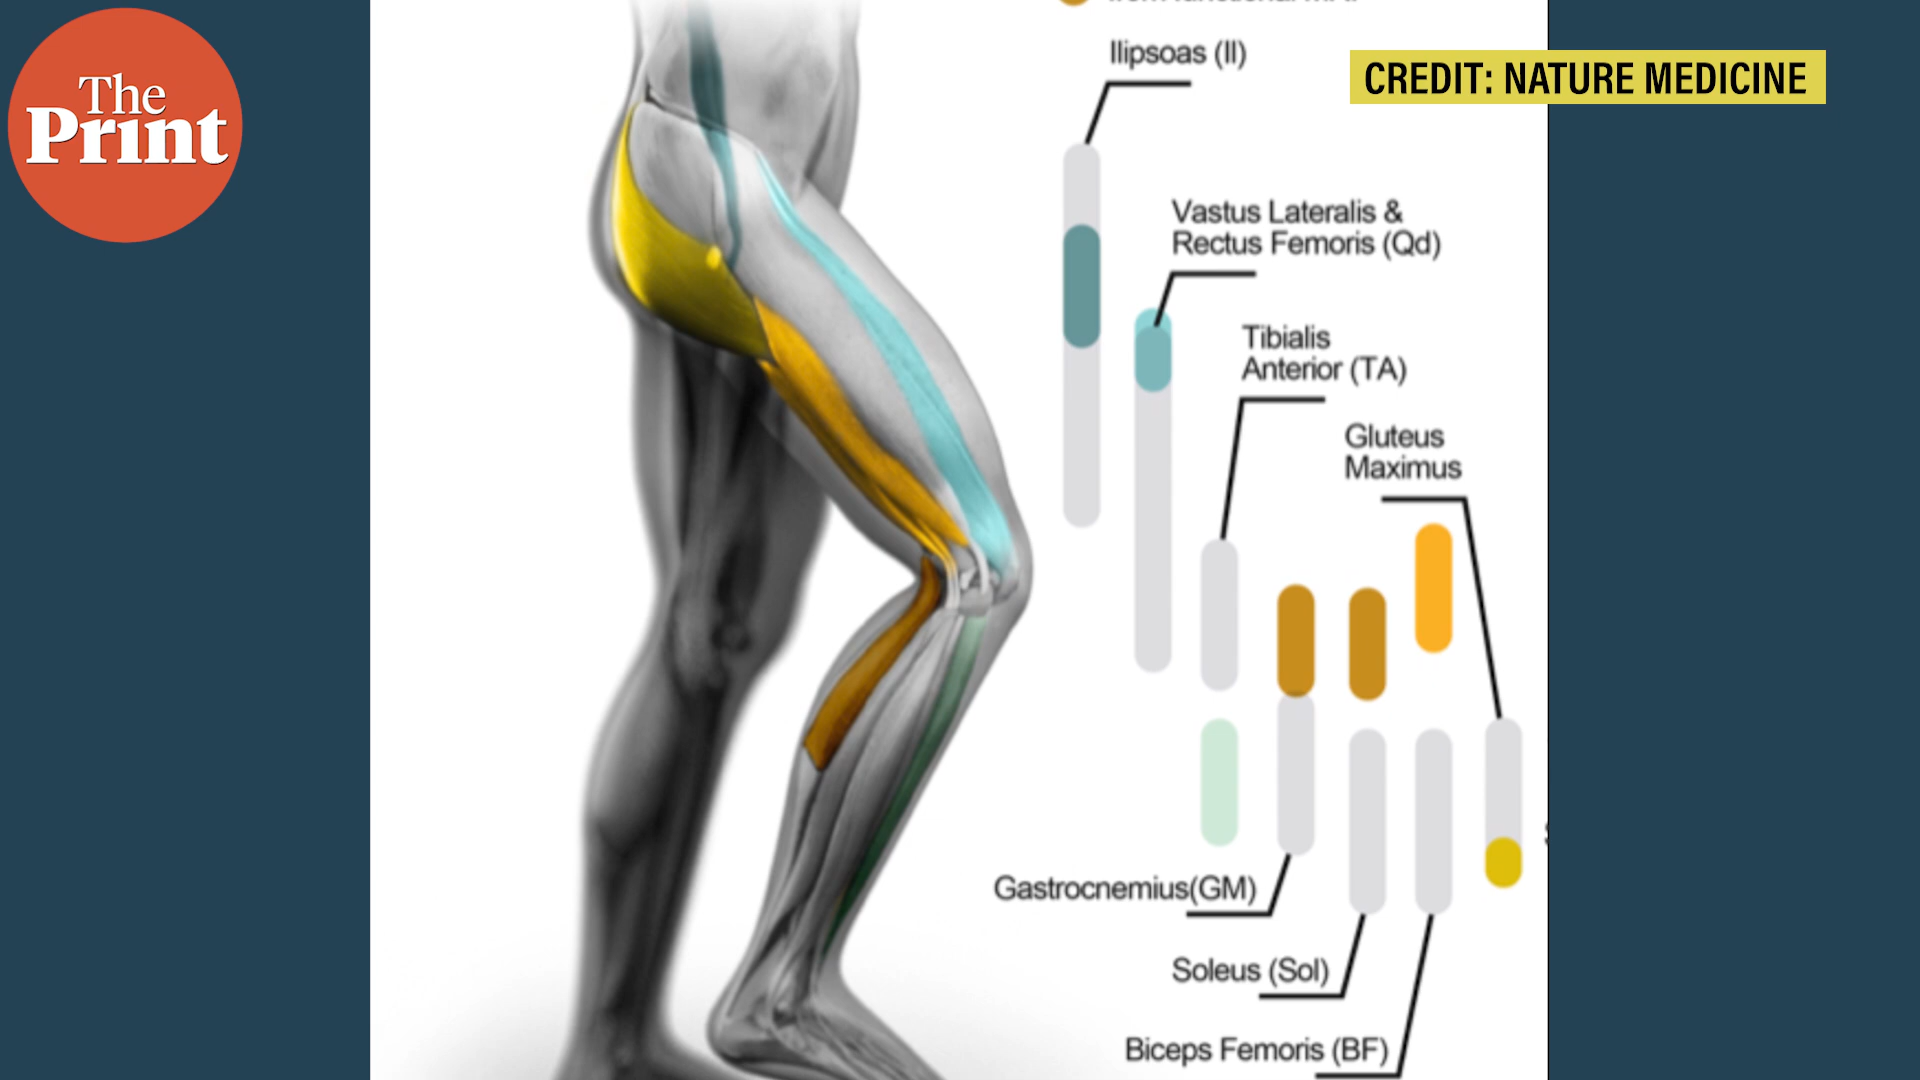 The
Print
CREDIT: NATURE MEDICINE
Ilipsoas (Il)
Vastus Lateralis &
Rectus Femoris (Qd)
Tibialis
Anterior (TA)
Gluteus
Maximus
Gastrocnemius(GM)
Soleus (Sol)
Biceps Femoris (BF)